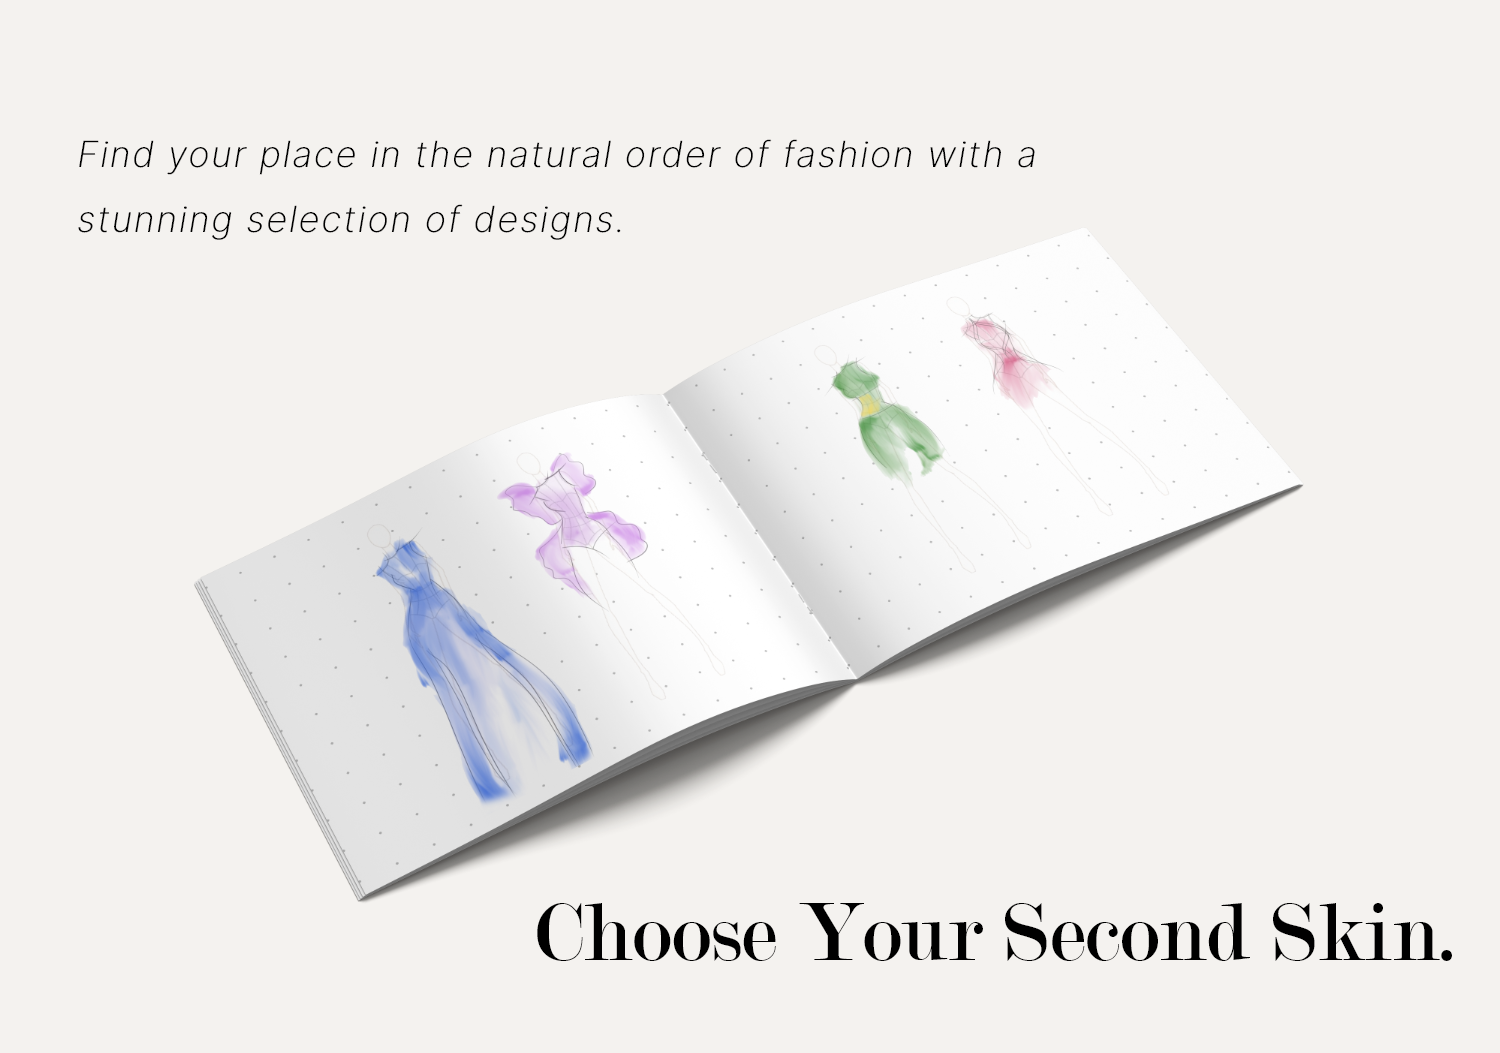 Find your place in the natural order of fashion with a
stunning selection of designs.
Choose Your Second Skin.